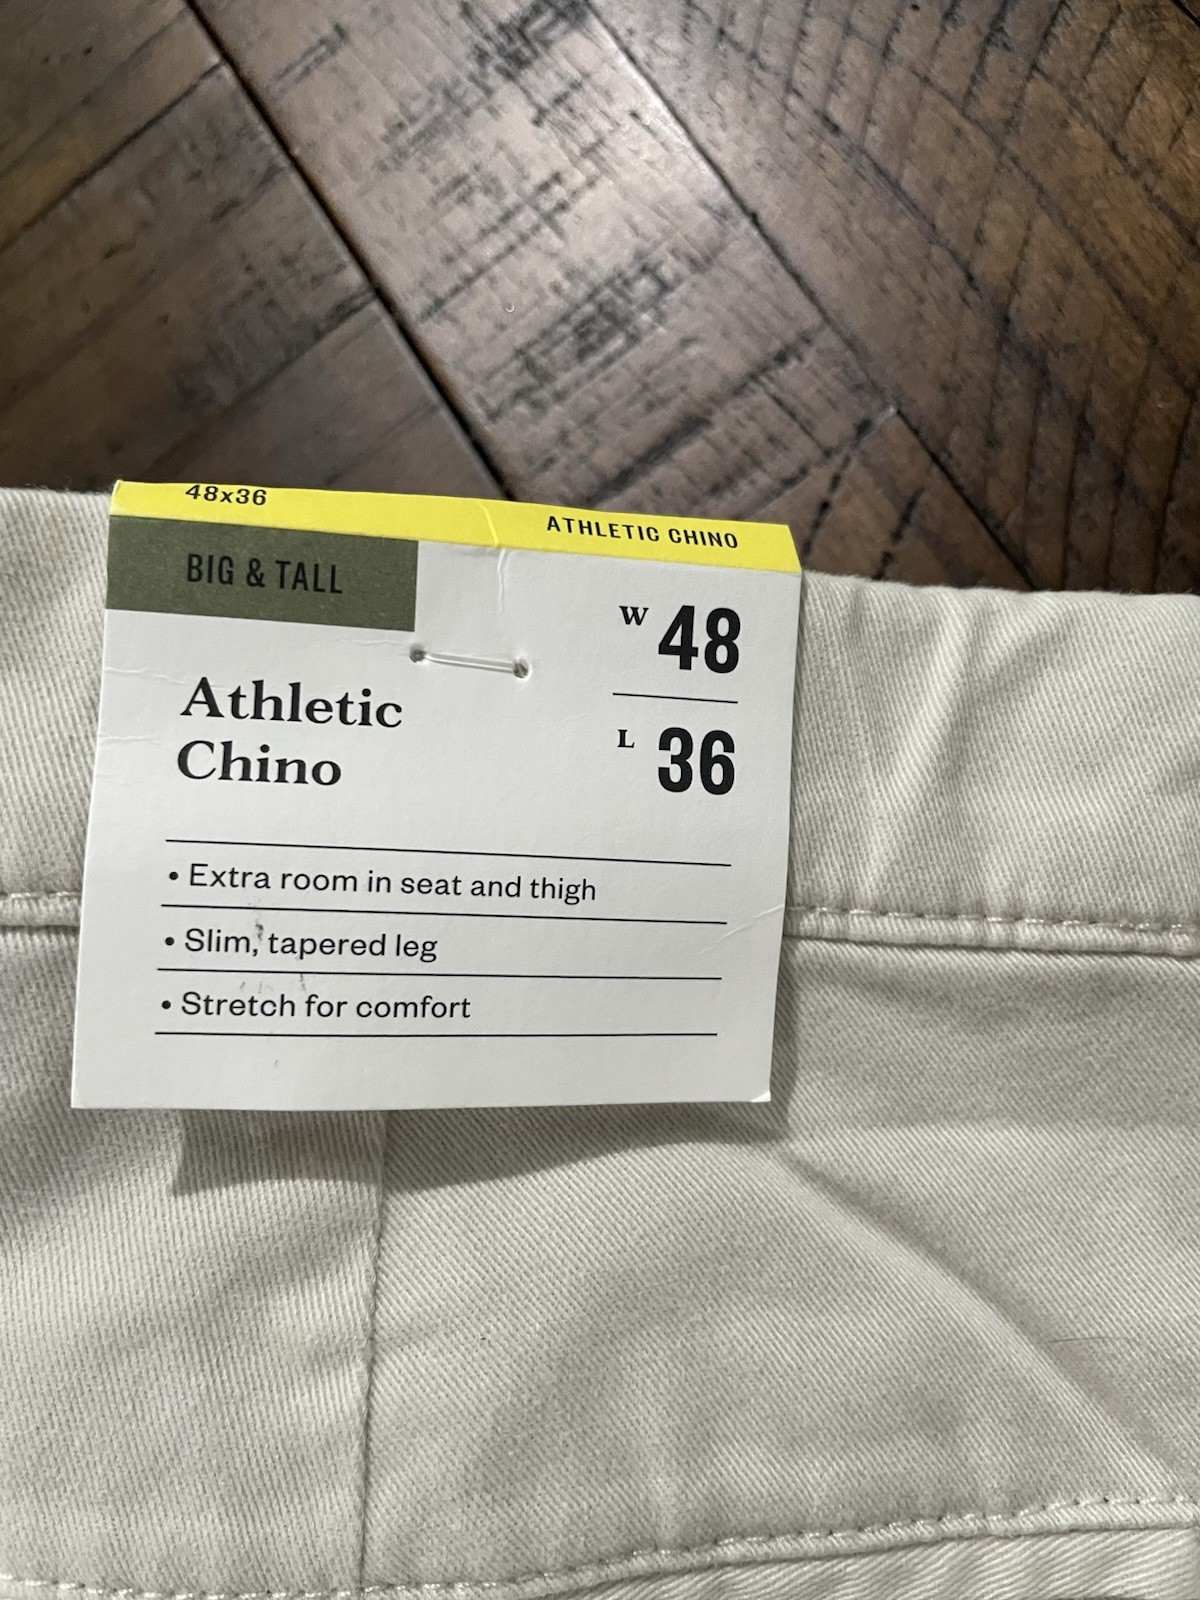 48x36
ATHLETIC CHINO
BIG & TALL
W 48
L 36
Athletic
Chino
• Extra room in seat and thigh
• Slim, tapered leg
• Stretch for comfort